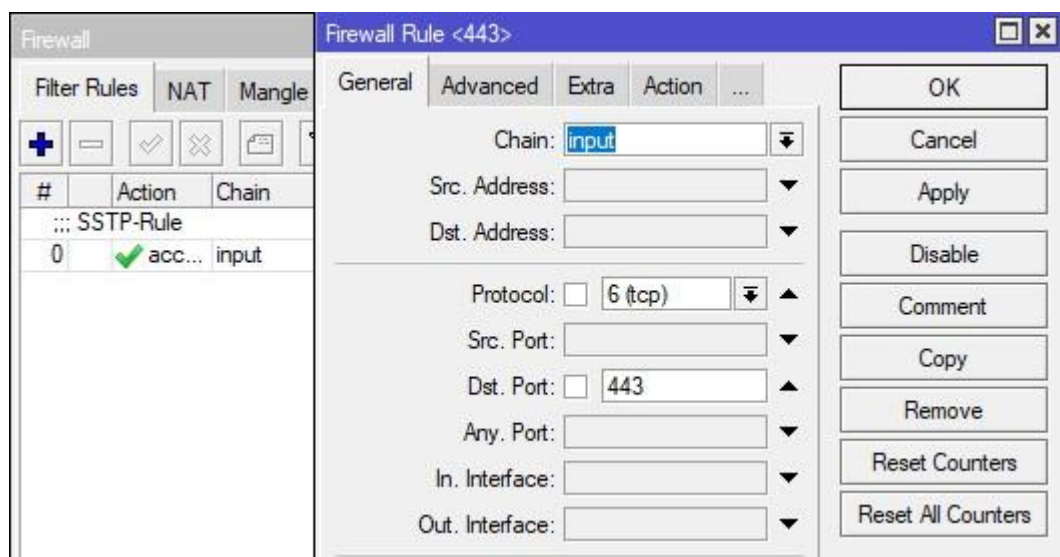 Firewall
Filter Rules NAT Mangle
# Action Chain
;;; SSTP-Rule
0 acc... input
Firewall Rule <443>
General Advanced Extra Action ...
Chain: input
Src. Address:
Dst. Address:
Protocol: 6 (tcp)
Src. Port:
Dst. Port: 443
Any. Port:
In. Interface:
Out. Interface:
OK
Cancel
Apply
Disable
Comment
Copy
Remove
Reset Counters
Reset All Counters